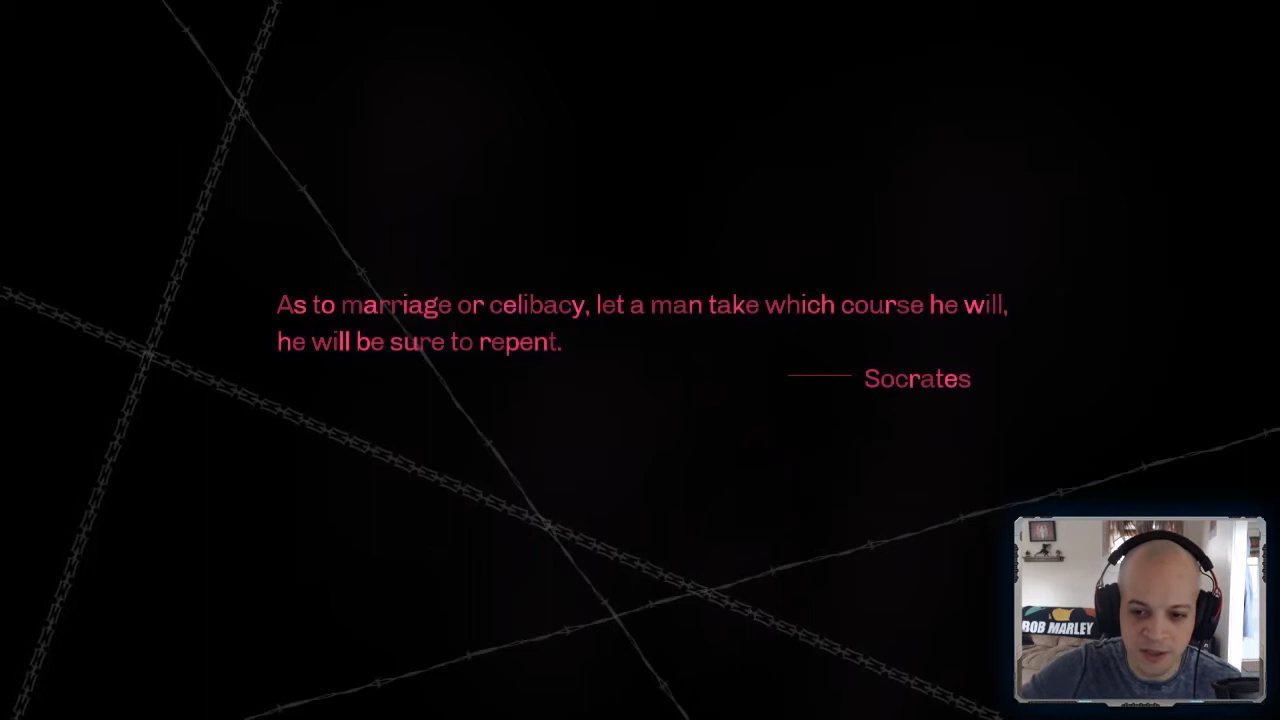 As to marriage or celibacy, let a man take which course he will,
he will be sure to repent.
Socrates
BOB MARLEY